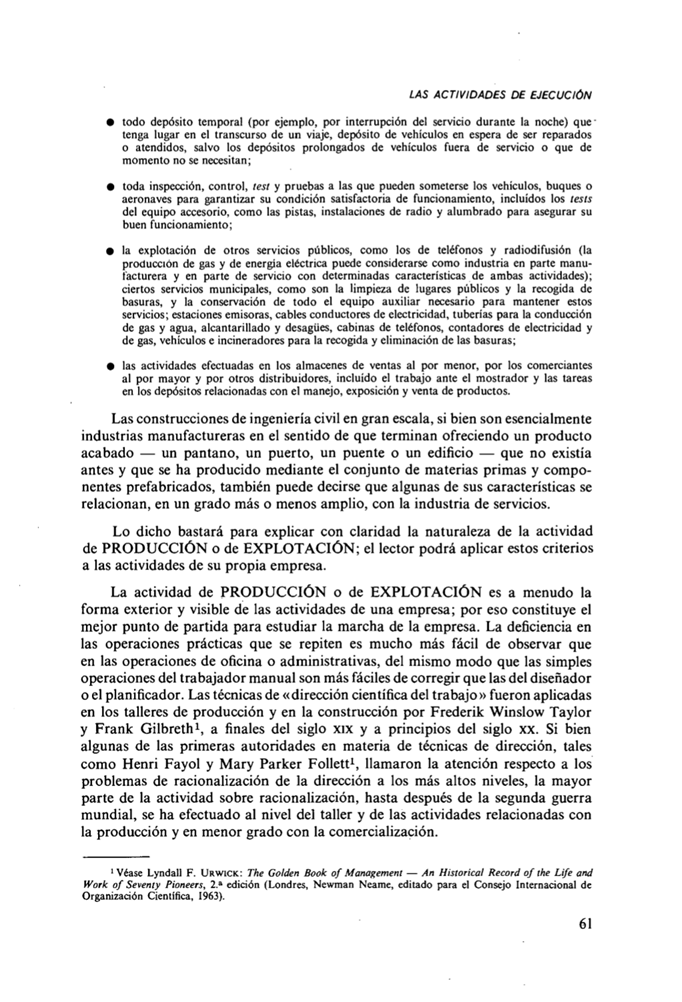 LAS ACTIVIDADES DE EJECUCIÓN
● todo depósito temporal (por ejemplo, por interrupción del servicio durante la noche) que
tenga lugar en el transcurso de un viaje, depósito de vehículos en espera de ser reparados
o atendidos, salvo los depósitos prolongados de vehículos fuera de servicio o que de
momento no se necesitan;
● toda inspección, control, test y pruebas a las que pueden someterse los vehículos, buques o
aeronaves para garantizar su condición satisfactoria de funcionamiento, incluídos los tests
del equipo accesorio, como las pistas, instalaciones de radio y alumbrado para asegurar su
buen funcionamiento;
● la explotación de otros servicios públicos, como los de teléfonos y radiodifusión (la
producción de gas y de energía eléctrica puede considerarse como industria en parte manu-
facturera y en parte de servicio con determinadas características de ambas actividades);
ciertos servicios municipales, como son la limpieza de lugares públicos y la recogida de
basuras, y la conservación de todo el equipo auxiliar necesario para mantener estos
servicios; estaciones emisoras, cables conductores de electricidad, tuberías para la conducción
de gas y agua, alcantarillado y desagües, cabinas de teléfonos, contadores de electricidad y
de gas, vehículos e incineradores para la recogida y eliminación de las basuras;
● las actividades efectuadas en los almacenes de ventas al por menor, por los comerciantes
al por mayor y por otros distribuidores, incluido el trabajo ante el mostrador y las tareas
en los depósitos relacionadas con el manejo, exposición y venta de productos.
Las construcciones de ingeniería civil en gran escala, si bien son esencialmente
industrias manufactureras en el sentido de que terminan ofreciendo un producto
acabado — un pantano, un puerto, un puente o un edificio — que no existía
antes y que se ha producido mediante el conjunto de materias primas y compo-
nentes prefabricados, también puede decirse que algunas de sus características se
relacionan, en un grado más o menos amplio, con la industria de servicios.
Lo dicho bastará para explicar con claridad la naturaleza de la actividad
de PRODUCCIÓN o de EXPLOTACIÓN; el lector podrá aplicar estos criterios
a las actividades de su propia empresa.
La actividad de PRODUCCIÓN o de EXPLOTACIÓN es a menudo la
forma exterior y visible de las actividades de una empresa; por eso constituye el
mejor punto de partida para estudiar la marcha de la empresa. La deficiencia en
las operaciones prácticas que se repiten es mucho más fácil de observar que
en las operaciones de oficina o administrativas, del mismo modo que las simples
operaciones del trabajador manual son más fáciles de corregir que las del diseñador
o el planificador. Las técnicas de «dirección científica del trabajo» fueron aplicadas
en los talleres de producción y en la construcción por Frederik Winslow Taylor
y Frank Gilbreth¹, a finales del siglo XIX y a principios del siglo XX. Si bien
algunas de las primeras autoridades en materia de técnicas de dirección, tales
como Henri Fayol y Mary Parker Follett¹, llamaron la atención respecto a los
problemas de racionalización de la dirección a los más altos niveles, la mayor
parte de la actividad sobre racionalización, hasta después de la segunda guerra
mundial, se ha efectuado al nivel del taller y de las actividades relacionadas con
la producción y en menor grado con la comercialización.
¹ Véase Lyndall F. URWICK: The Golden Book of Management — An Historical Record of the Life and
Work of Seventy Pioneers, 2.ª edición (Londres, Newman Neame, editado para el Consejo Internacional de
Organización Científica, 1963).
61